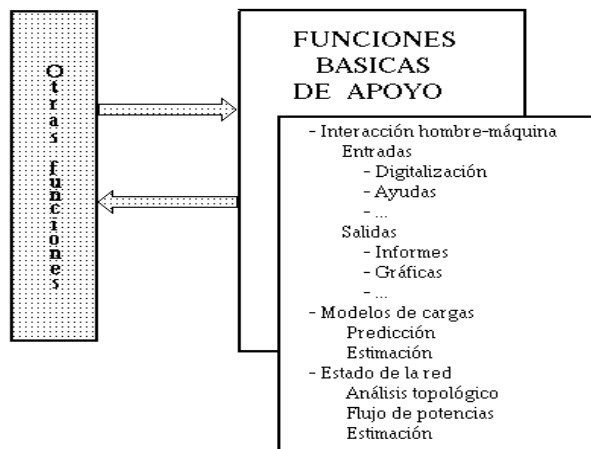 Otras funciones
FUNCIONES
BASICAS
DE APOYO
- Interacción hombre-máquina
Entradas
- Digitalización
- Ayudas
- ...
Salidas
- Informes
- Gráficas
- ...
- Modelos de cargas
Predicción
Estimación
- Estado de la red
Análisis topológico
Flujo de potencias
Estimación